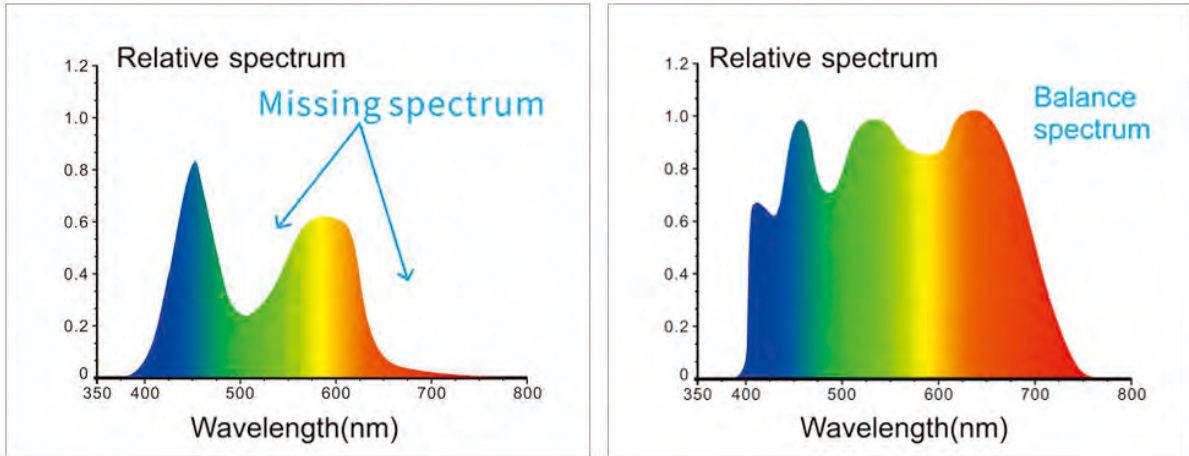 Relative spectrum
Missing spectrum
1.2
1.0
0.8
0.6
0.4
0.2
0
350 400 500 600 700 800
Wavelength(nm)
Relative spectrum
Balance
spectrum
1.2
1.0
0.8
0.6
0.4
0.2
0
350 400 500 600 700 800
Wavelength(nm)